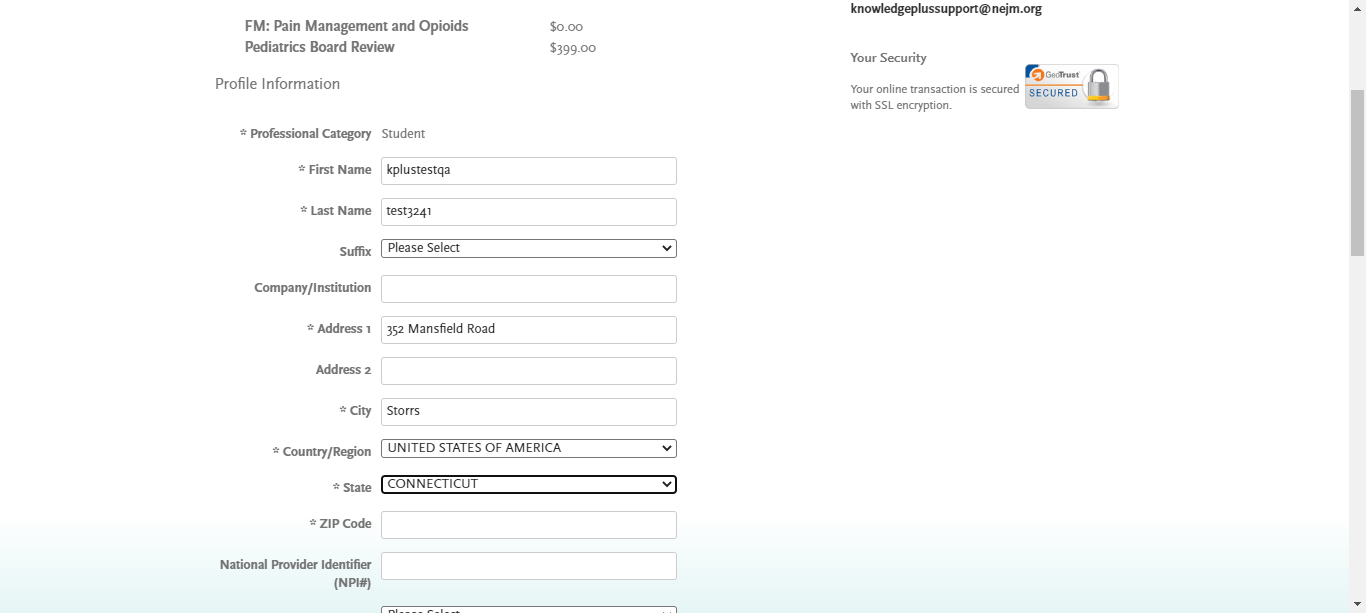 knowledgeplussupport@nejm.org
FM: Pain Management and Opioids $0.00
Pediatrics Board Review $399.00
Your Security
Your online transaction is secured
with SSL encryption.
GeoTrust
SECURED
Profile Information
* Professional Category Student
* First Name kplustestqa
* Last Name test3241
Suffix Please Select
Company/Institution
* Address 1 352 Mansfield Road
Address 2
* City Storrs
* Country/Region UNITED STATES OF AMERICA
* State CONNECTICUT
* ZIP Code
National Provider Identifier
(NPI#)
Please Select